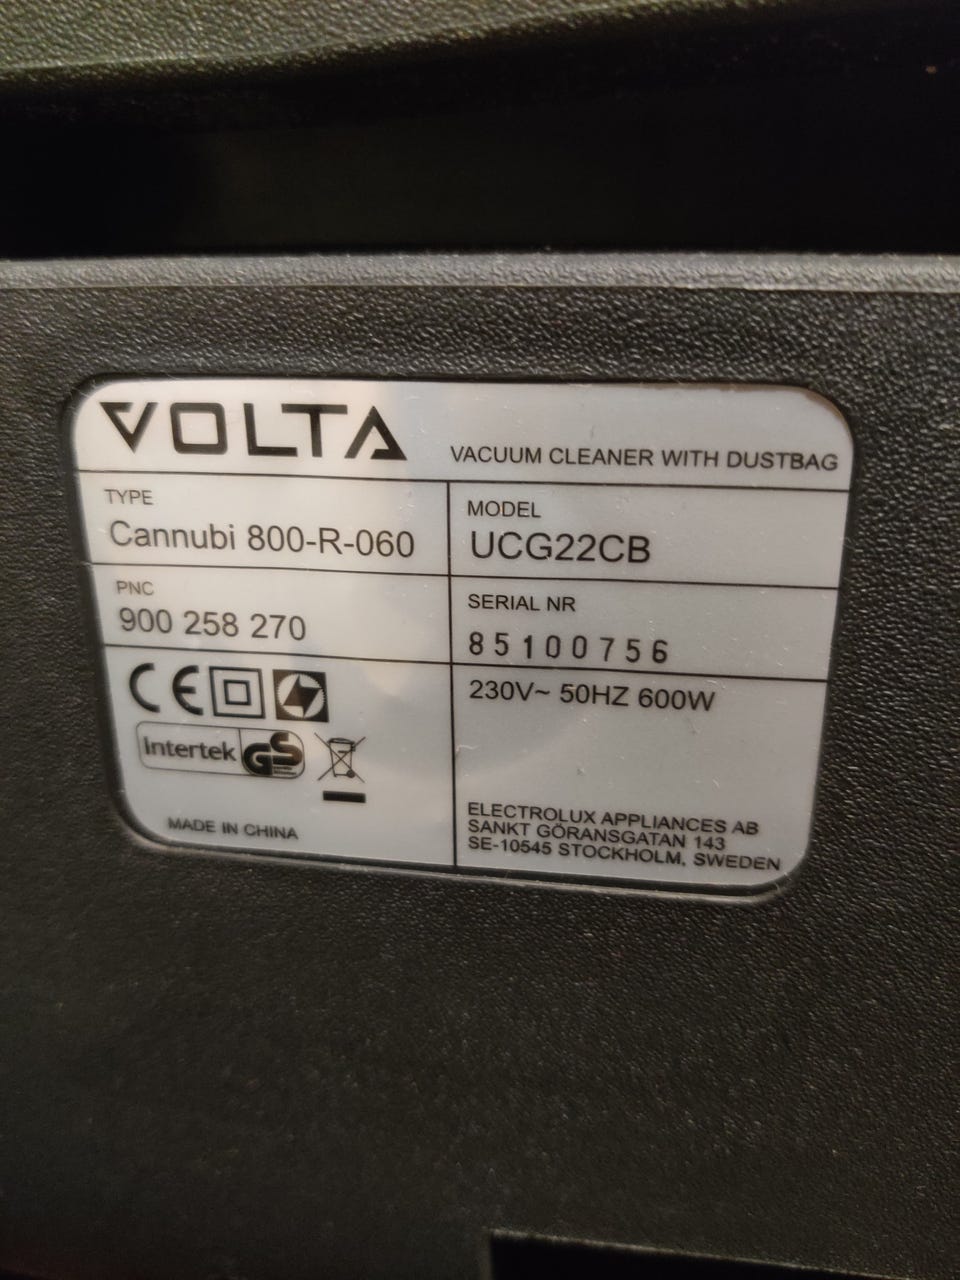 VOLTA
VACUUM CLEANER WITH DUSTBAG
TYPE
Cannubi 800-R-060
MODEL
UCG22CB
PNC
900 258 270
SERIAL NR
85100756
CE
Intertek GS
MADE IN CHINA
230V~ 50HZ 600W
ELECTROLUX APPLIANCES AB
SANKT GÖRANSGATAN 143
SE-10545 STOCKHOLM, SWEDEN